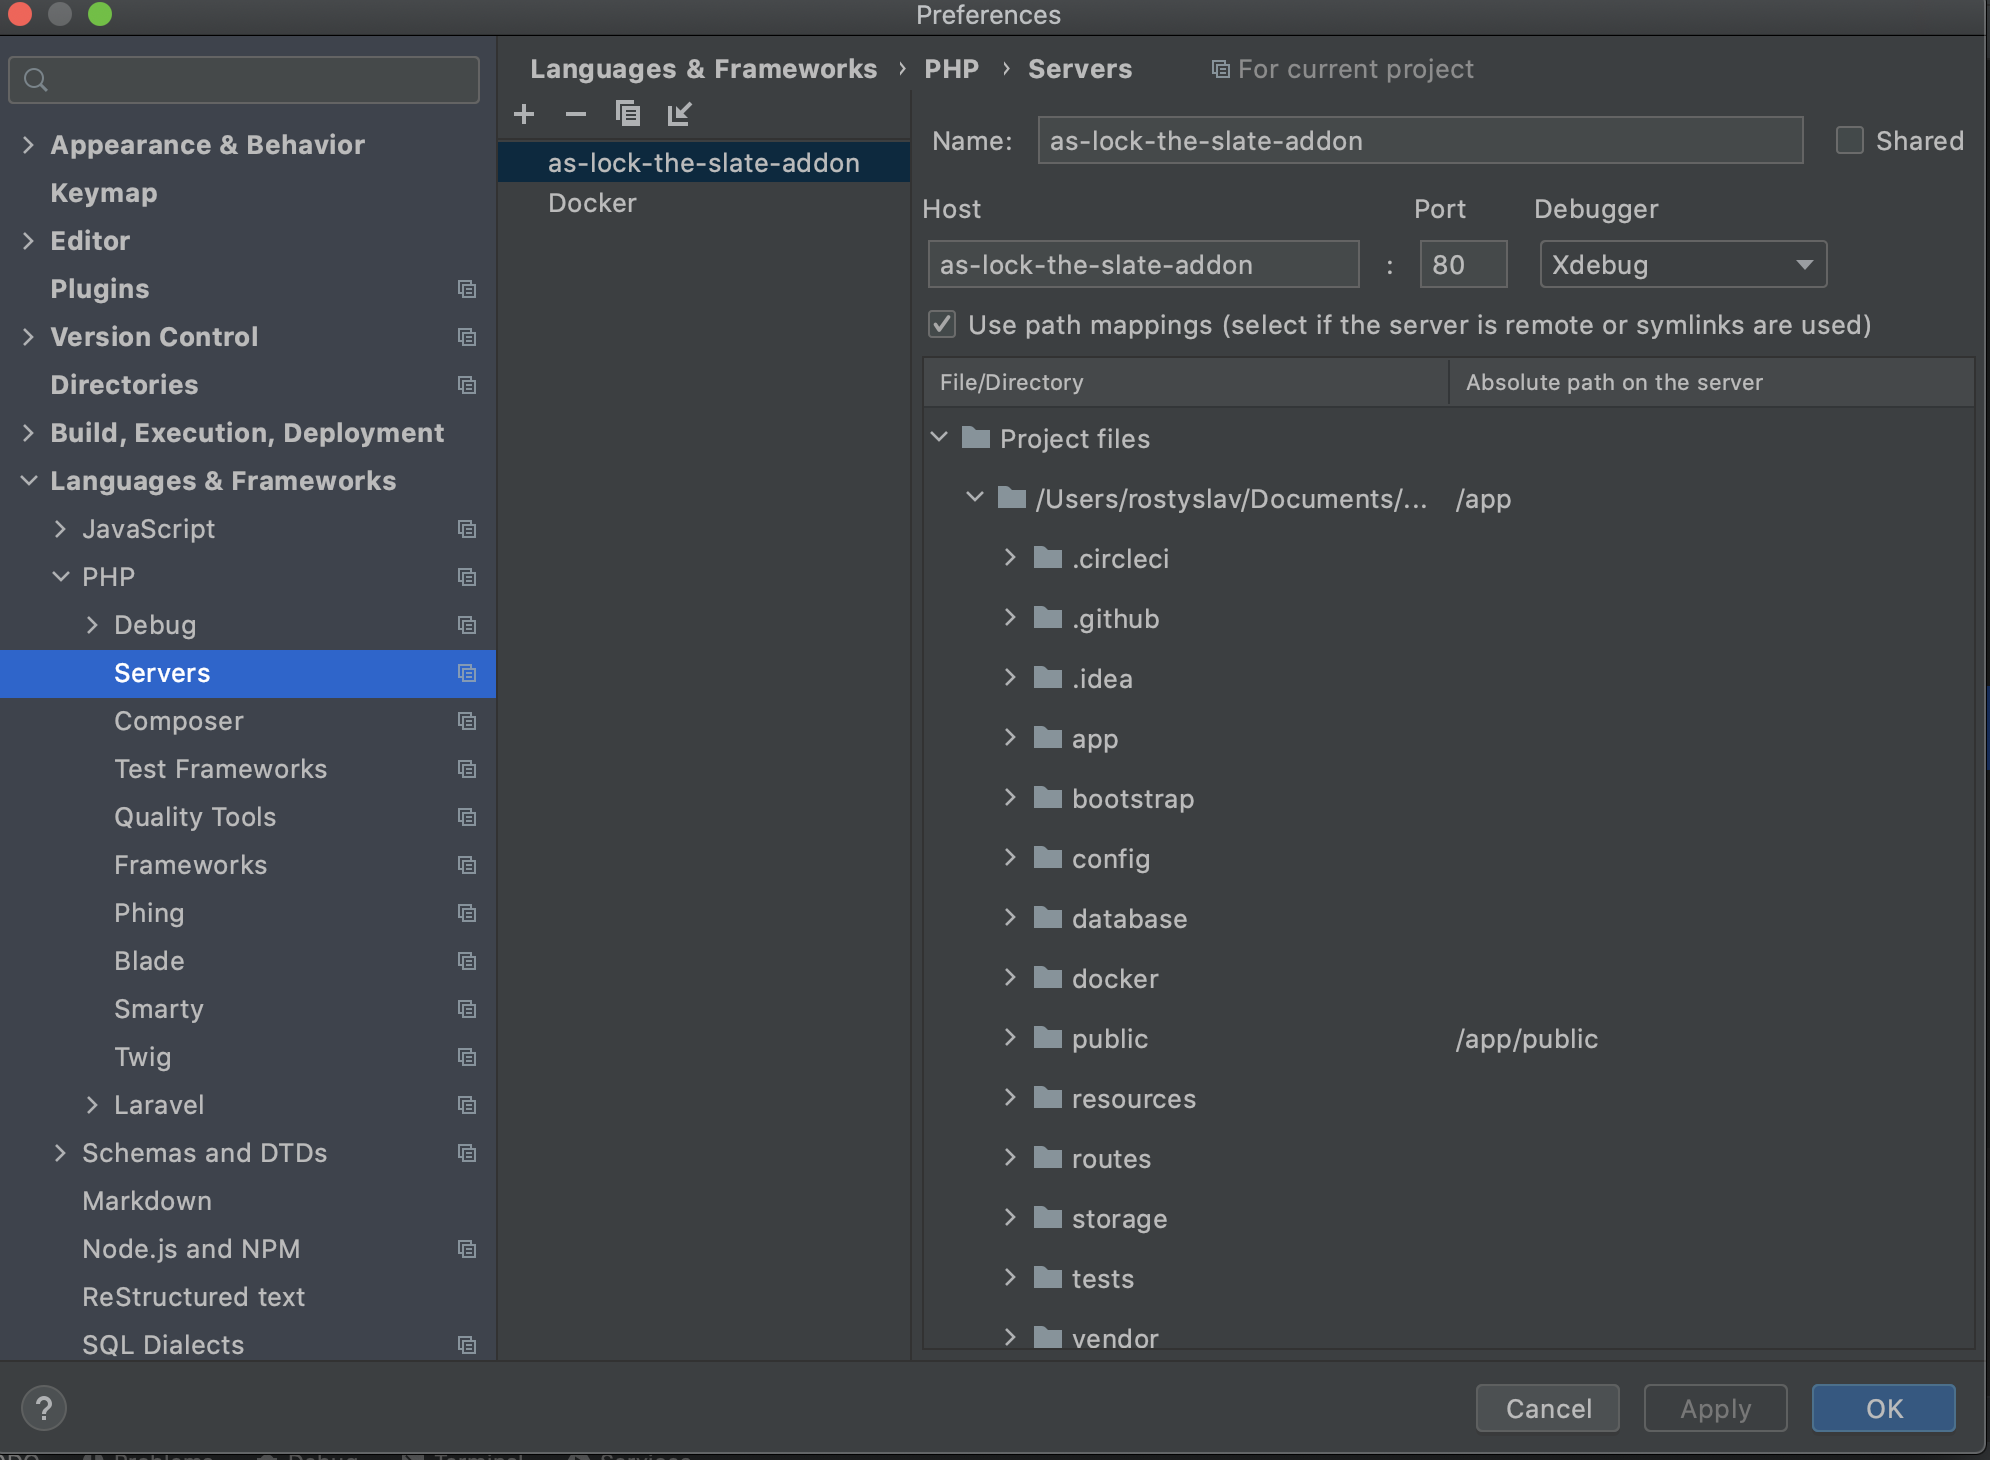 Preferences
Languages & Frameworks › PHP › Servers For current project
Appearance & Behavior
Keymap
Editor
Plugins
Version Control
Directories
Build, Execution, Deployment
Languages & Frameworks
JavaScript
PHP
Debug
Servers
Composer
Test Frameworks
Quality Tools
Frameworks
Phing
Blade
Smarty
Twig
Laravel
Schemas and DTDs
Markdown
Node.js and NPM
ReStructured text
SQL Dialects
as-lock-the-slate-addon
Docker
Name: as-lock-the-slate-addon Shared
Host Port Debugger
as-lock-the-slate-addon : 80 Xdebug
Use path mappings (select if the server is remote or symlinks are used)
File/Directory Absolute path on the server
Project files
/Users/rostyslav/Documents/... /app
.circleci
.github
.idea
app
bootstrap
config
database
docker
public /app/public
resources
routes
storage
tests
vendor
? Cancel Apply OK
Problems Debug Terminal Services